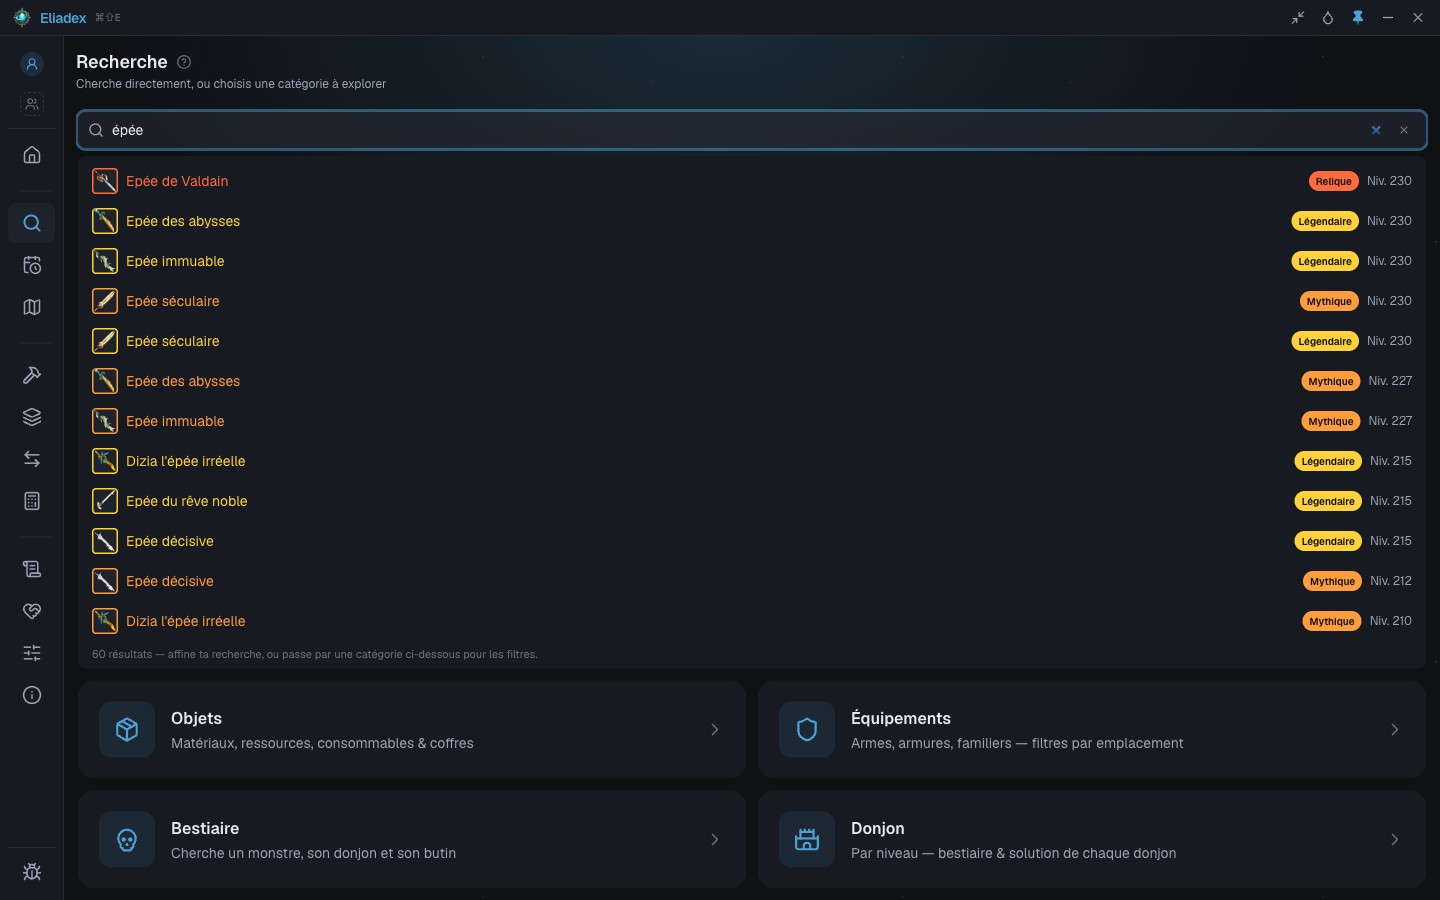 Eliadex ⌘⇧E
Recherche
Cherche directement, ou choisis une catégorie à explorer
épée
Epée de Valdain Relique Niv. 230
Epée des abysses Légendaire Niv. 230
Epée immuable Légendaire Niv. 230
Epée séculaire Mythique Niv. 230
Epée séculaire Légendaire Niv. 230
Epée des abysses Mythique Niv. 227
Epée immuable Mythique Niv. 227
Dizia l'épée irréelle Légendaire Niv. 215
Epée du rêve noble Légendaire Niv. 215
Epée décisive Légendaire Niv. 215
Epée décisive Mythique Niv. 212
Dizia l'épée irréelle Mythique Niv. 210
60 résultats — affine ta recherche, ou passe par une catégorie ci-dessous pour les filtres.
Objets
Matériaux, ressources, consommables & coffres
Équipements
Armes, armures, familiers — filtres par emplacement
Bestiaire
Cherche un monstre, son donjon et son butin
Donjon
Par niveau — bestiaire & solution de chaque donjon